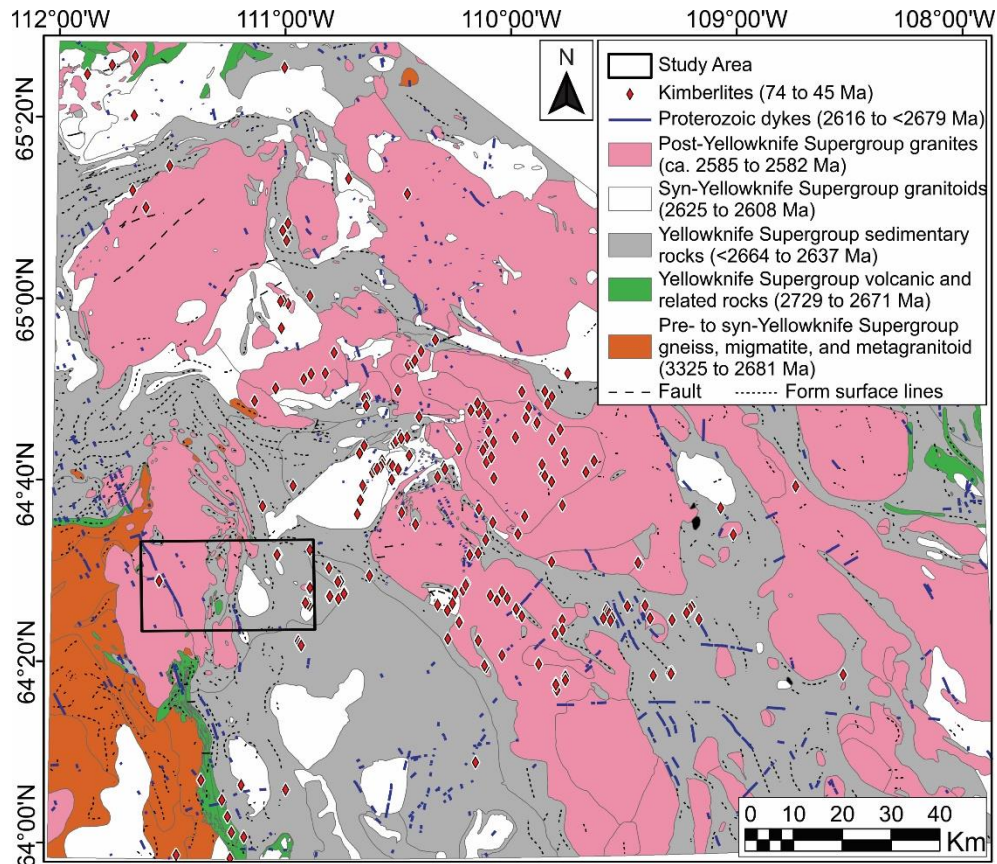 112°00'W 111°00'W 110°00'W 109°00'W 108°00'W
65°20'N
65°00'N
64°40'N
64°20'N
64°00'N
N
Study Area
Kimberlites (74 to 45 Ma)
Proterozoic dykes (2616 to <2679 Ma)
Post-Yellowknife Supergroup granites
(ca. 2585 to 2582 Ma)
Syn-Yellowknife Supergroup granitoids
(2625 to 2608 Ma)
Yellowknife Supergroup sedimentary
rocks (<2664 to 2637 Ma)
Yellowknife Supergroup volcanic and
related rocks (2729 to 2671 Ma)
Pre- to syn-Yellowknife Supergroup
gneiss, migmatite, and metagranitoid
(3325 to 2681 Ma)
Fault Form surface lines
0 10 20 30 40
Km